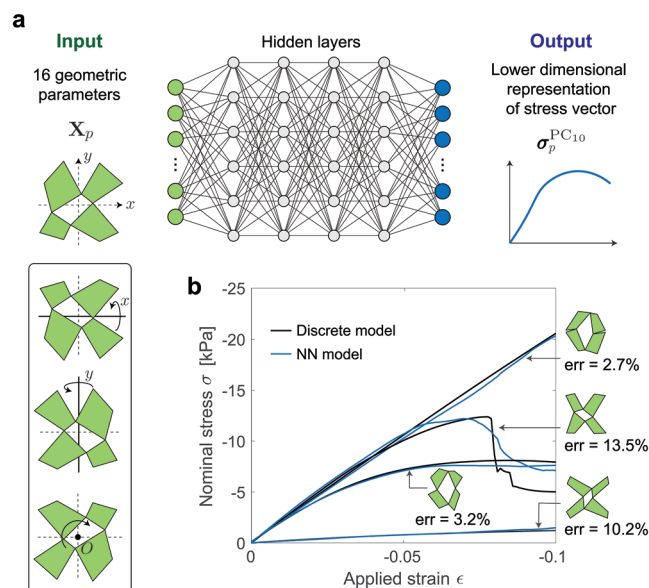 a
Input
Hidden layers
Output
16 geometric
parameters
Lower dimensional
representation
of stress vector
X_p
σ_p^{PC_{10}}
y
x
x
y
O
b
-25
-20
-15
-10
-5
0
Nominal stress σ [kPa]
Discrete model
NN model
err = 2.7%
err = 13.5%
err = 3.2%
err = 10.2%
0
-0.05
-0.1
Applied strain ϵ